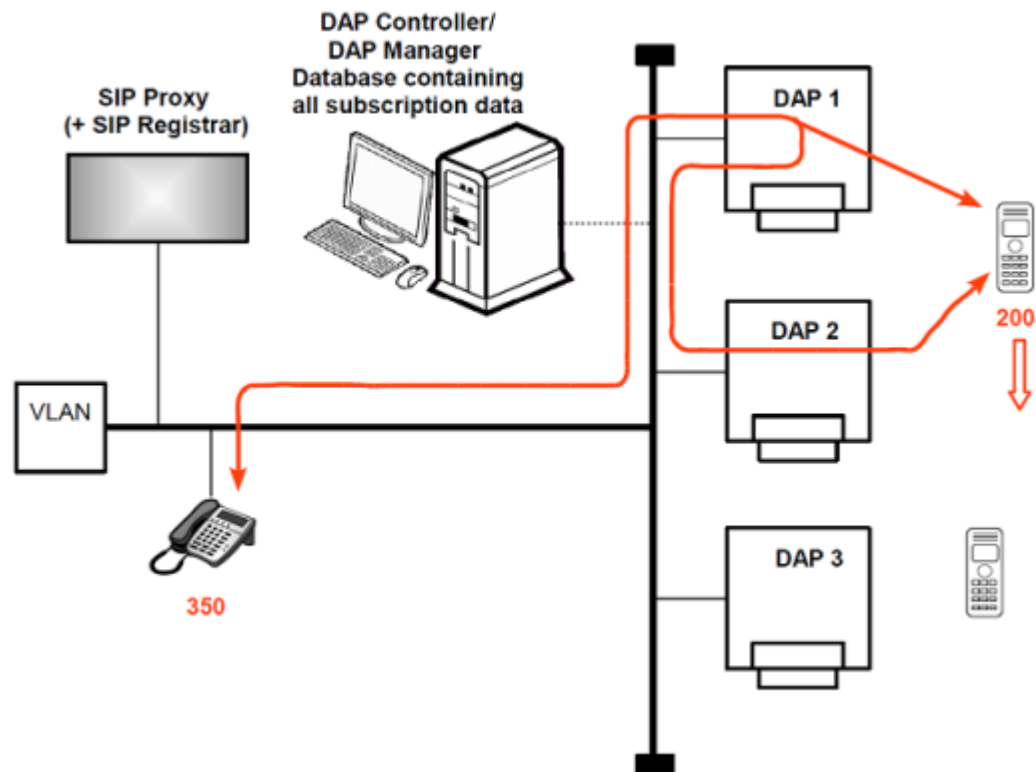 DAP Controller/
DAP Manager
Database containing
all subscription data
SIP Proxy
(+ SIP Registrar)
DAP 1
200
DAP 2
VLAN
350
DAP 3